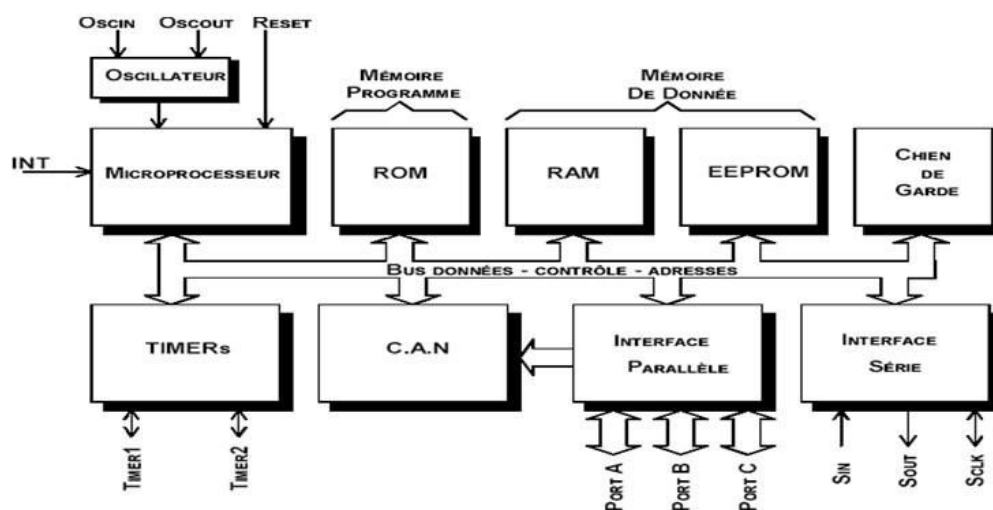 OSCIN OSCOUT RESET
OSCILLATEUR
MÉMOIRE
PROGRAMME
MÉMOIRE
DE DONNÉE
INT
MICROPROCESSEUR
ROM
RAM
EEPROM
CHIEN
DE
GARDE
BUS DONNÉES - CONTRÔLE - ADRESSES
TIMERS
C.A.N
INTERFACE
PARALLÈLE
INTERFACE
SÉRIE
TIMER1
TIMER2
PORT A
PORT B
PORT C
SIN
SOUT
SCLK